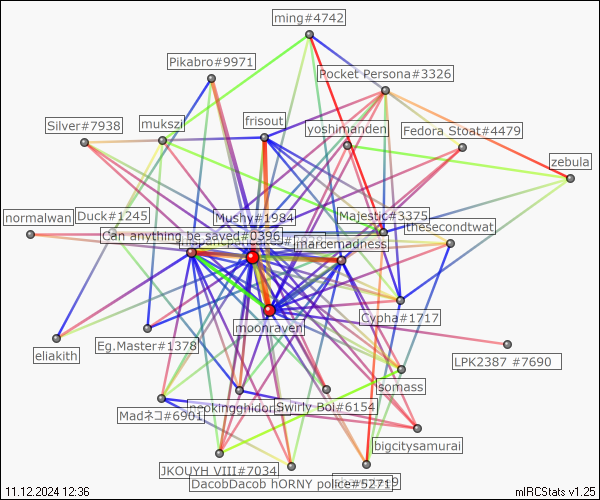 ming#4742
Pikabro#9971
Pocket Persona#3326
Silver#7938
mukszi
frisout
yoshimanden
Fedora Stoat#4479
zebula
normalwan
Duck#1245
Mushy#1984
Majestic#3375
thesecondtwat
Can anything be saved#0396
marcemadness
moonraven
Cypha#1717
eliakith
Eg.Master#1378
LPK2387 #7690
somass
Madネコ#6901
Swirly Boi#6154
bigcitysamurai
JKOUYH VIII#7034
DacobDacob hORNY police#5271
11.12.2024 12:36
mIRCStats v1.25